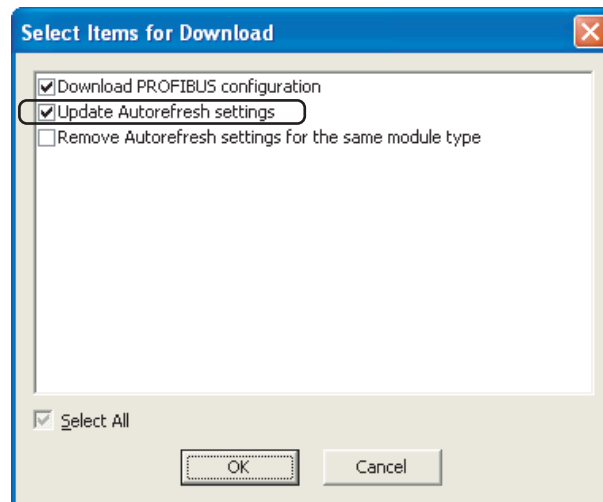 Select Items for Download
Download PROFIBUS configuration
Update Autorefresh settings
Remove Autorefresh settings for the same module type
Select All
OK
Cancel